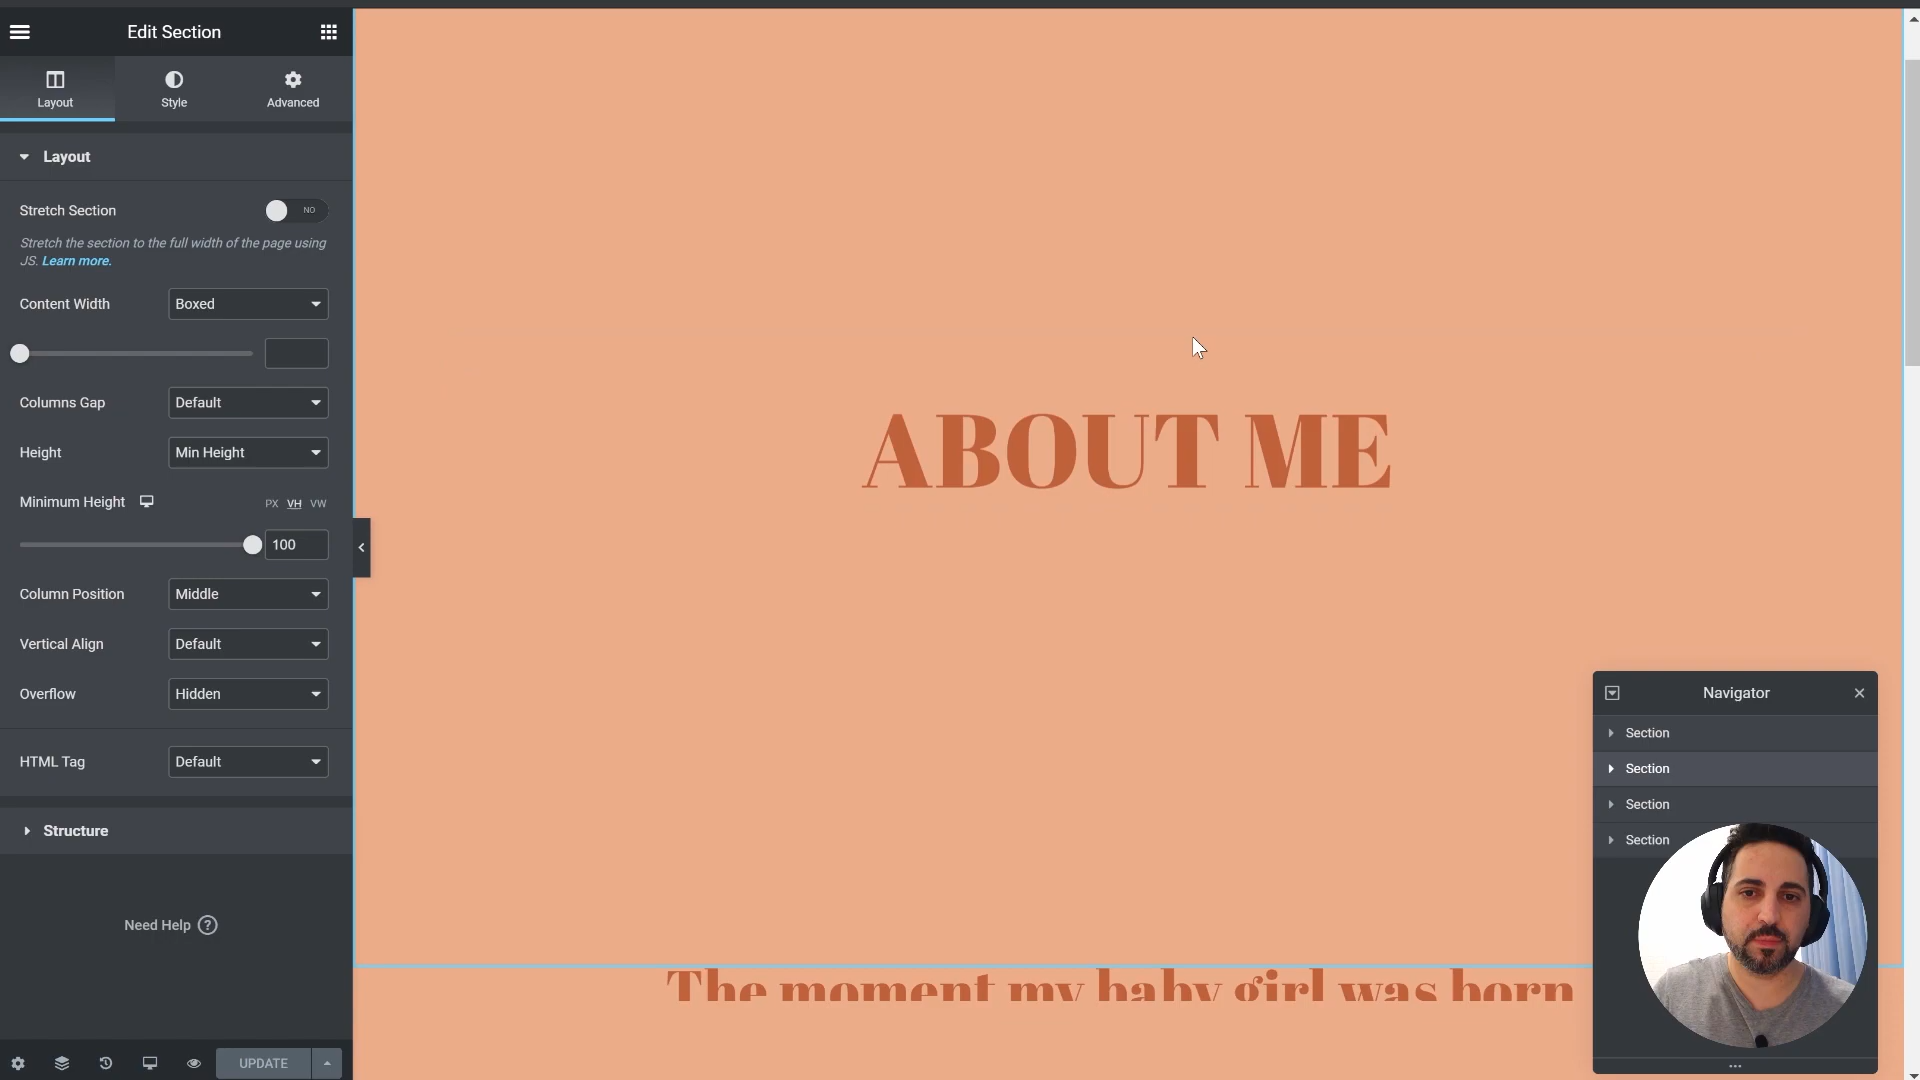 Edit Section
Layout
Style
Advanced
Layout
Stretch Section
NO
Stretch the section to the full width of the page using
JS. Learn more.
Content Width
Boxed
Columns Gap
Default
Height
Min Height
Minimum Height
PX VH VW
100
Column Position
Middle
Vertical Align
Default
Overflow
Hidden
HTML Tag
Default
Structure
Need Help ?
UPDATE
ABOUT ME
The moment my baby girl was born
Navigator
Section
Section
Section
Section